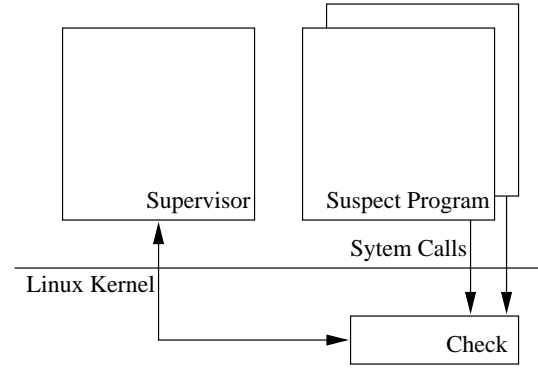 Supervisor
Suspect Program
Sytem Calls
Linux Kernel
Check